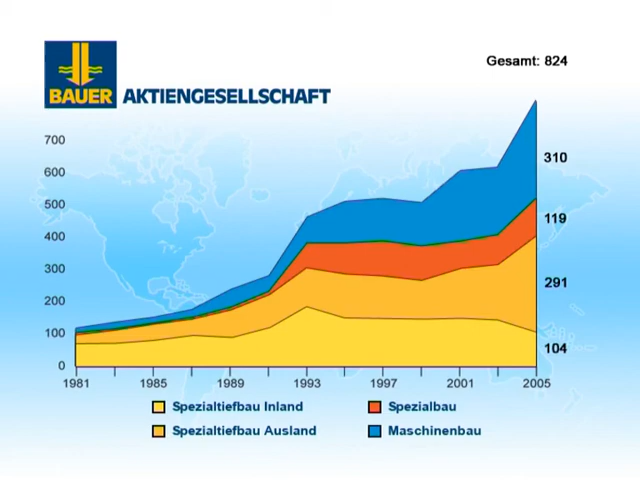 Gesamt: 824
BAUER AKTIENGESELLSCHAFT
700
600
500
400
300
200
100
0
310
119
291
104
1981 1985 1989 1993 1997 2001 2005
Spezialtiefbau Inland Spezialbau
Spezialtiefbau Ausland Maschinenbau